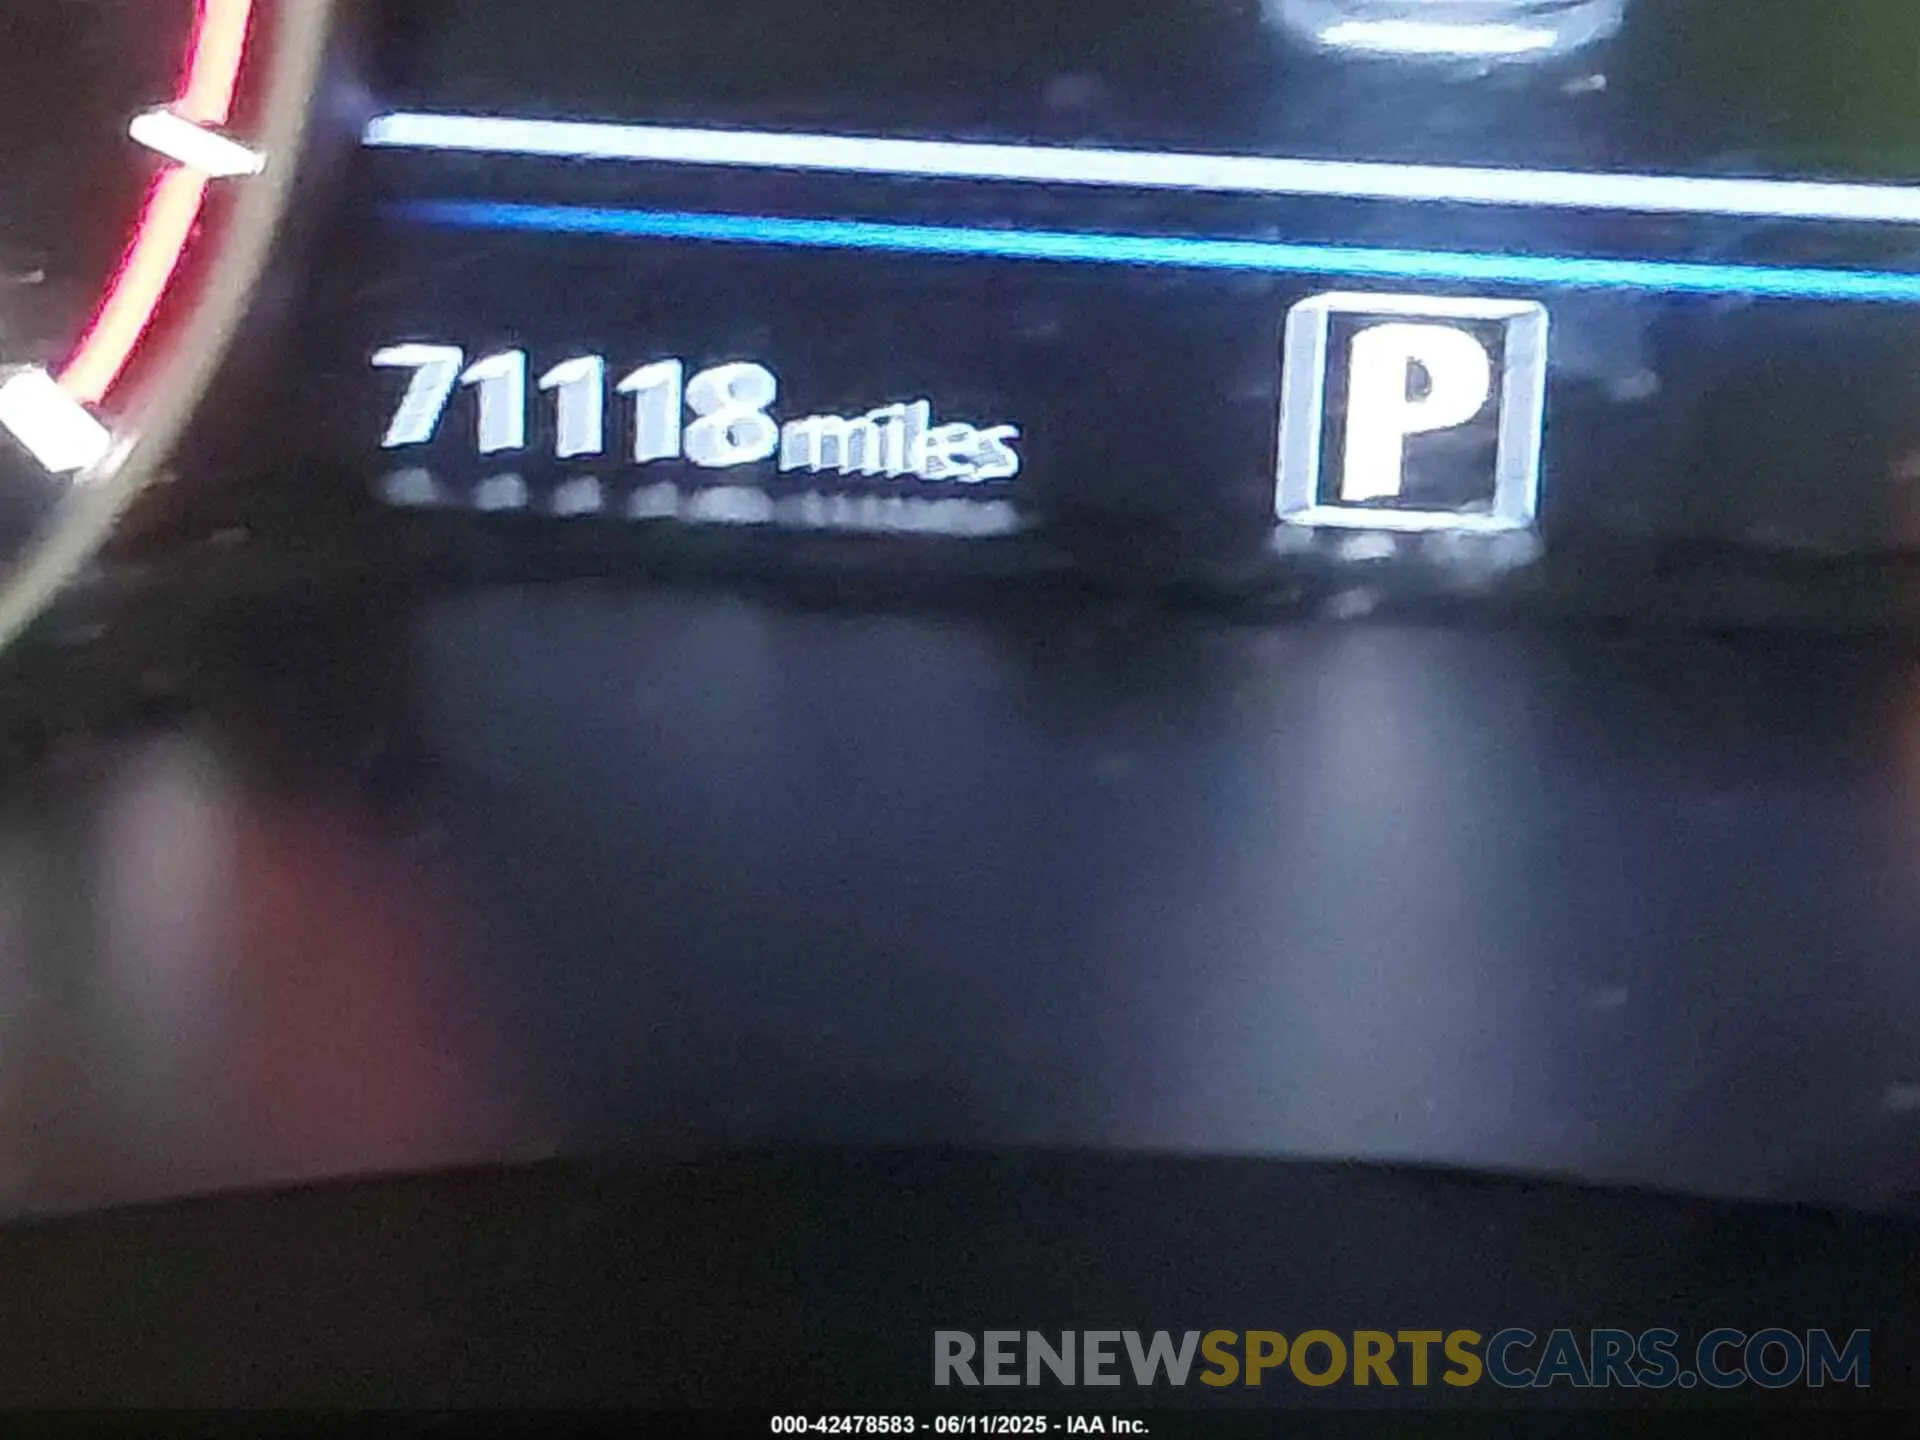 71118miles P
RENEWSPORTSCARS.COM
000-42478583 - 06/11/2025 - IAA Inc.